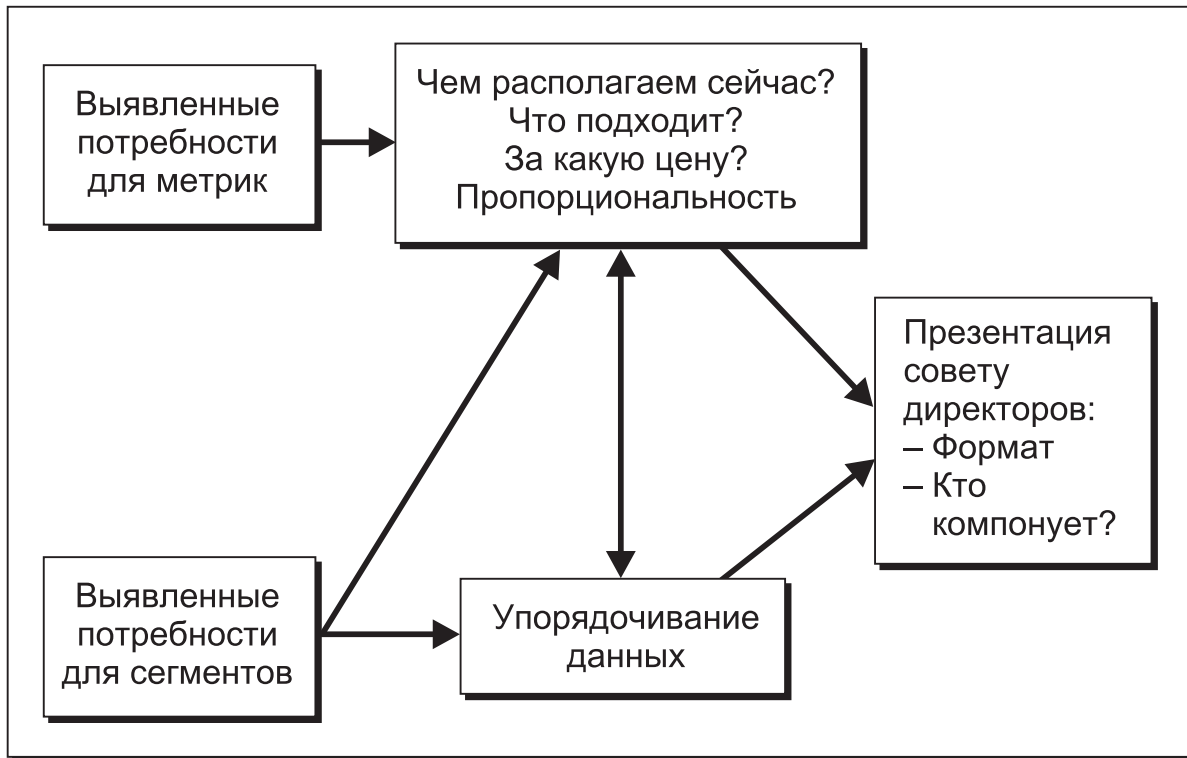 Выявленные
потребности
для метрик
Чем располагаем сейчас?
Что подходит?
За какую цену?
Пропорциональность
Презентация
совету
директоров:
– Формат
– Кто
компонует?
Выявленные
потребности
для сегментов
Упорядочивание
данных